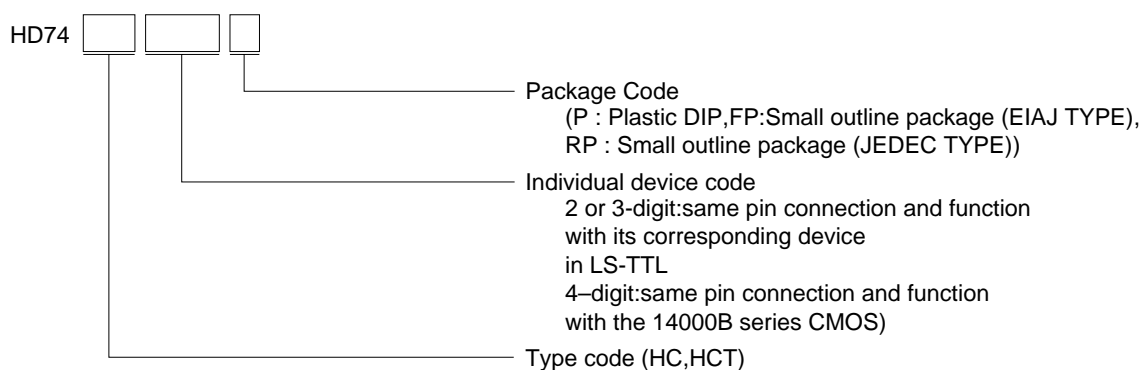 HD74
Package Code
(P : Plastic DIP,FP:Small outline package (EIAJ TYPE),
RP : Small outline package (JEDEC TYPE))
Individual device code
2 or 3-digit:same pin connection and function
with its corresponding device
in LS-TTL
4–digit:same pin connection and function
with the 14000B series CMOS)
Type code (HC,HCT)